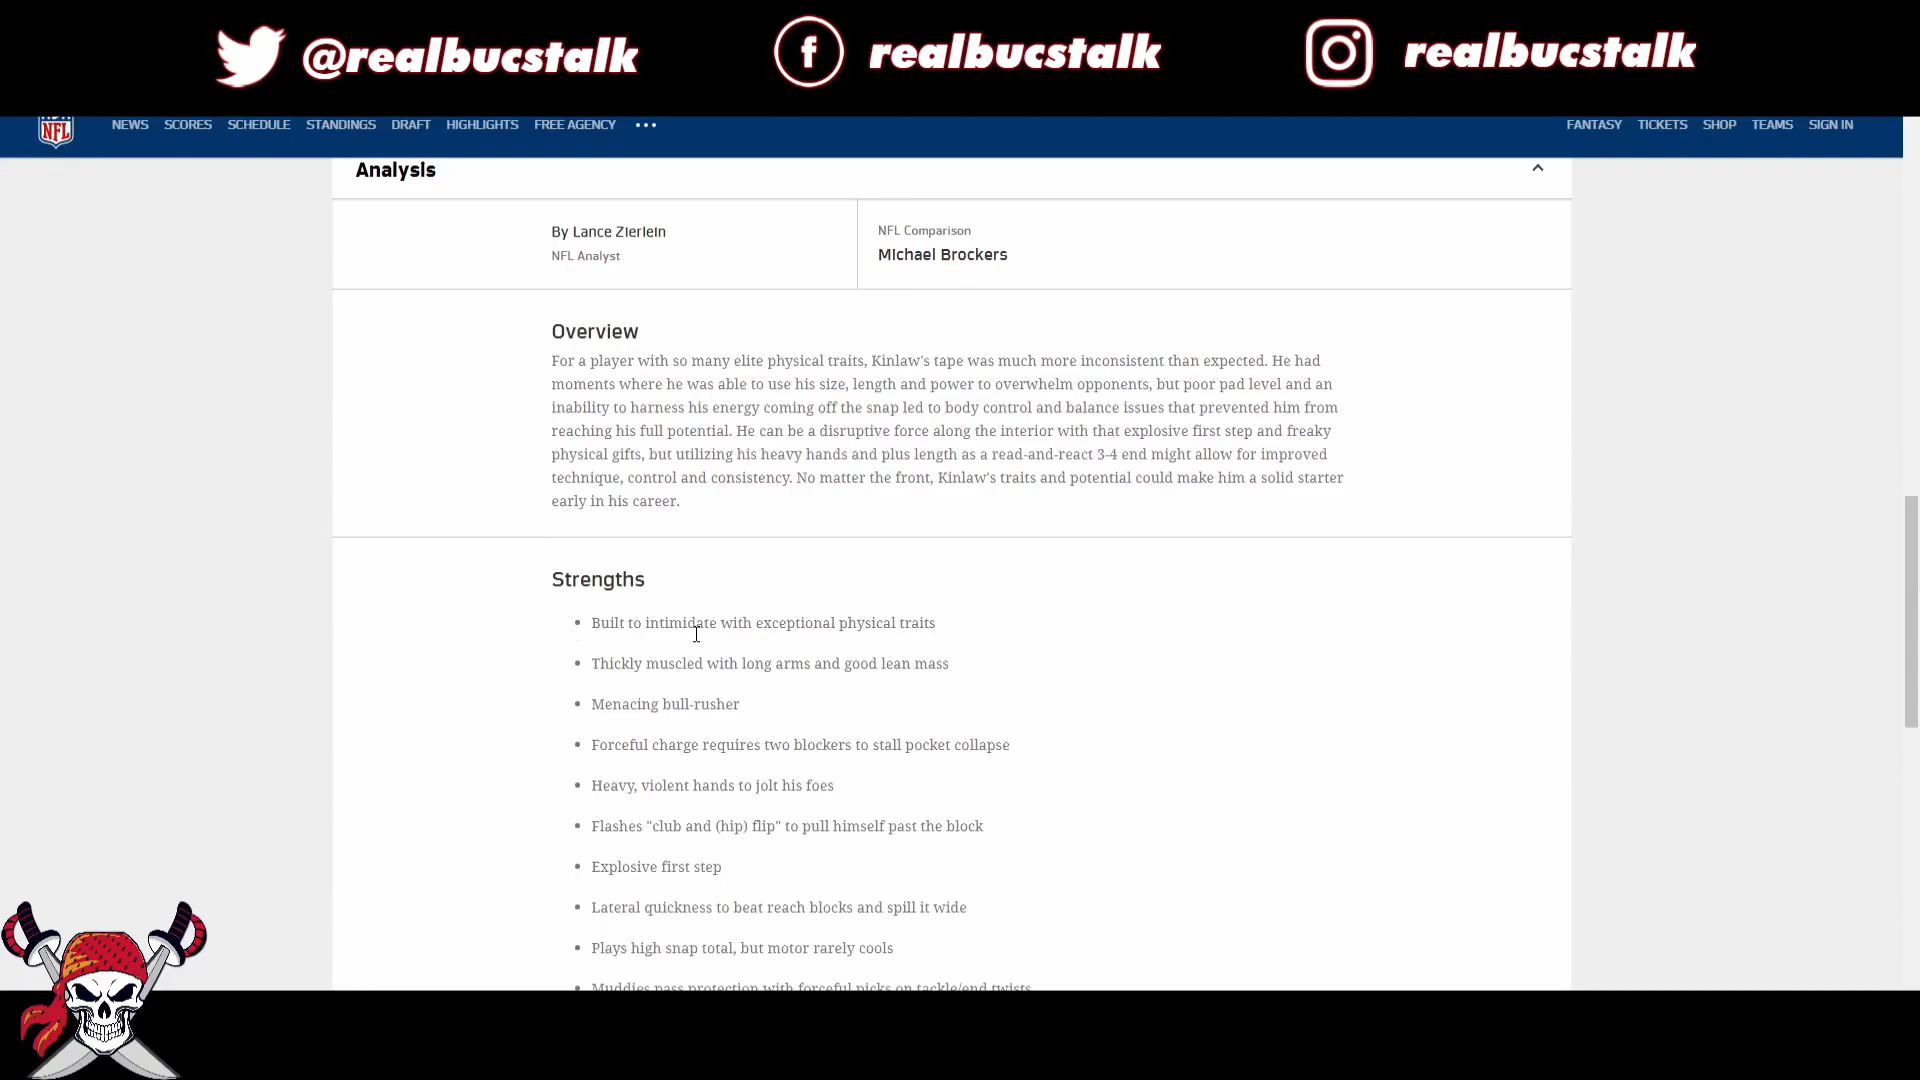 @realbucstalk
f
realbucstalk
realbucstalk
NFL
NEWS SCORES SCHEDULE STANDINGS DRAFT HIGHLIGHTS FREE AGENCY •••
FANTASY TICKETS SHOP TEAMS SIGN IN
Analysis
By Lance Zierlein
NFL Analyst
NFL Comparison
Michael Brockers
Overview
For a player with so many elite physical traits, Kinlaw's tape was much more inconsistent than expected. He had
moments where he was able to use his size, length and power to overwhelm opponents, but poor pad level and an
inability to harness his energy coming off the snap led to body control and balance issues that prevented him from
reaching his full potential. He can be a disruptive force along the interior with that explosive first step and freaky
physical gifts, but utilizing his heavy hands and plus length as a read-and-react 3-4 end might allow for improved
technique, control and consistency. No matter the front, Kinlaw's traits and potential could make him a solid starter
early in his career.
Strengths
• Built to intimidate with exceptional physical traits
• Thickly muscled with long arms and good lean mass
• Menacing bull-rusher
• Forceful charge requires two blockers to stall pocket collapse
• Heavy, violent hands to jolt his foes
• Flashes "club and (hip) flip" to pull himself past the block
• Explosive first step
• Lateral quickness to beat reach blocks and spill it wide
• Plays high snap total, but motor rarely cools
• Muddies pass protection with forceful picks on tackle/end twists